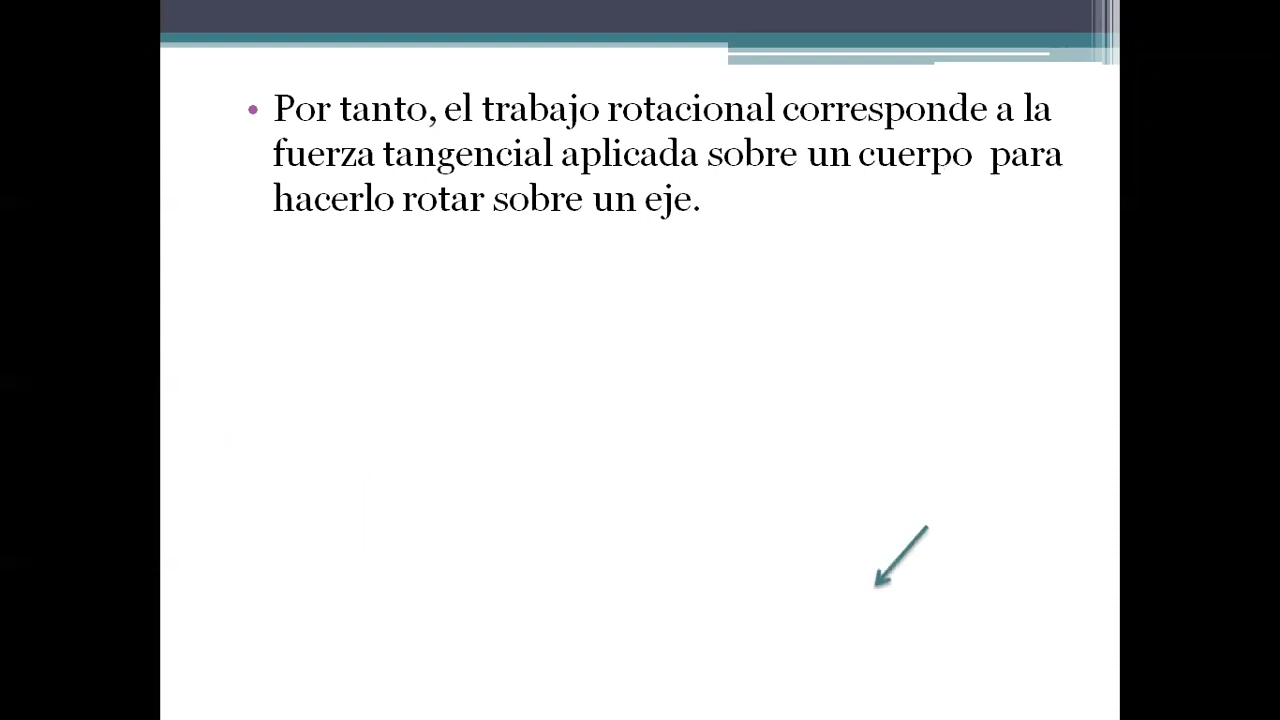 • Por tanto, el trabajo rotacional corresponde a la
fuerza tangencial aplicada sobre un cuerpo  para
hacerlo rotar sobre un eje.